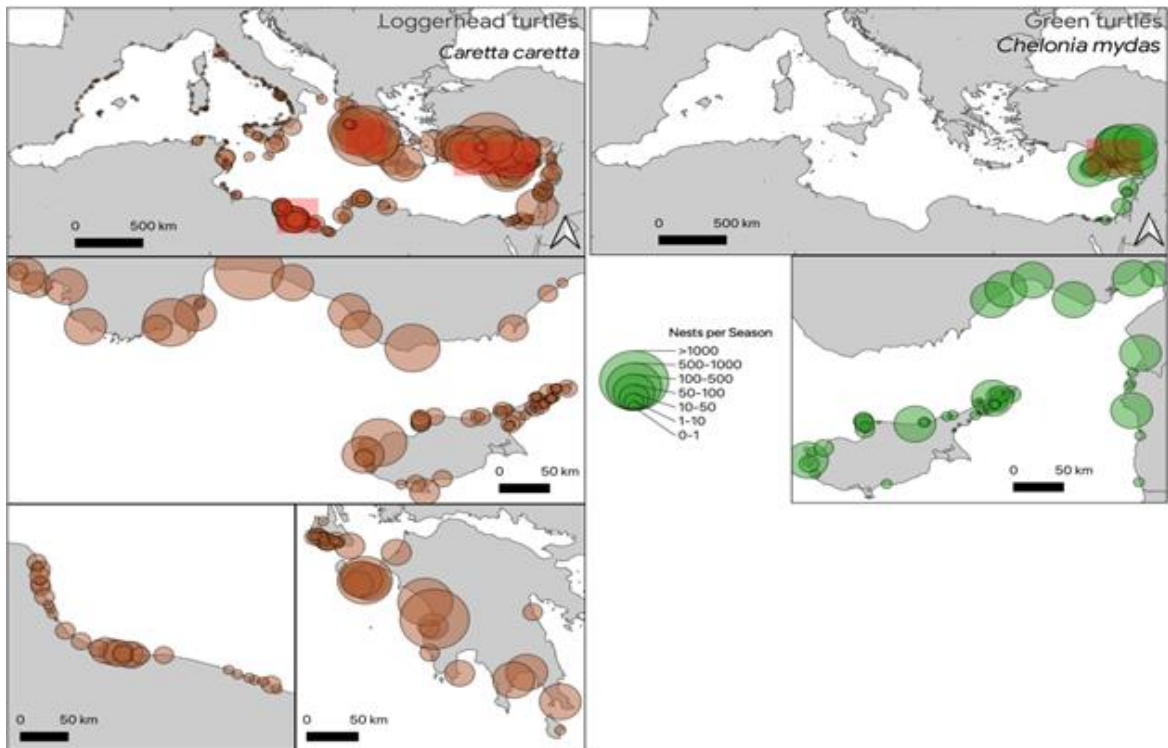 Loggerhead turtles
Caretta caretta
0 500 km
Green turtles
Chelonia mydas
0 500 km
0 50 km
Nests per Season
>1000
500-1000
100-500
50-100
10-50
1-10
0-1
0 50 km
0 50 km
0 50 km